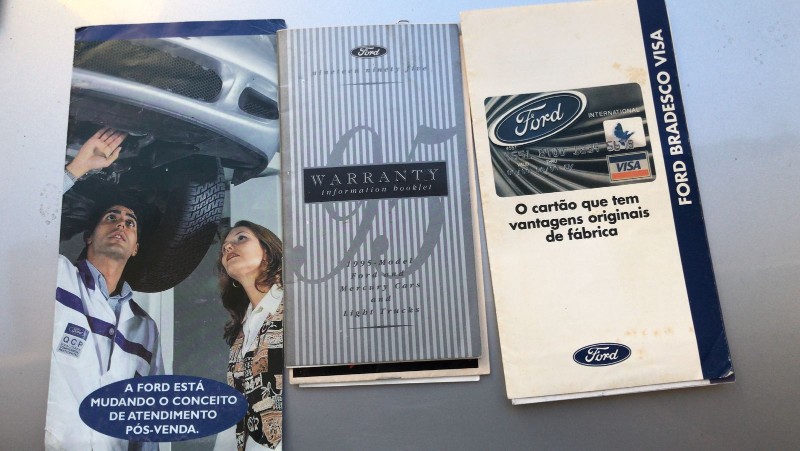 Ford
QCP
A FORD ESTÁ
MUDANDO O CONCEITO
DE ATENDIMENTO
PÓS-VENDA.
Ford
nineteen ninety-five
95
WARRANTY
information booklet
1995-Model
Ford and
Mercury Cars
and
Light Trucks
Ford
INTERNATIONAL
VISA
O cartão que tem
vantagens originais
de fábrica
Ford
FORD BRADESCO VISA